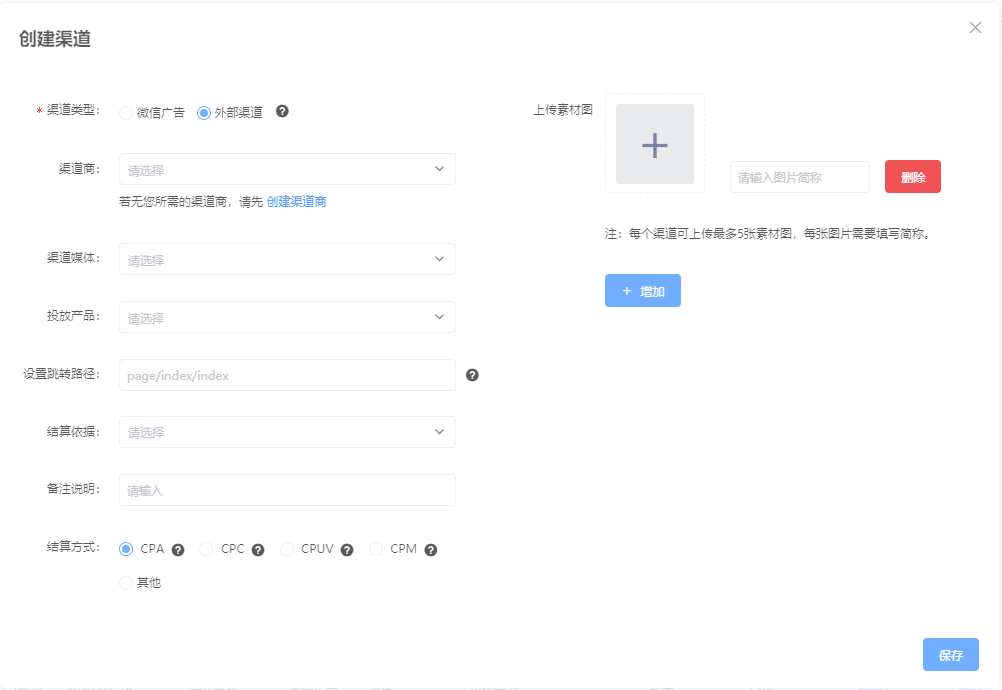 创建渠道
* 渠道类型: 微信广告 外部渠道
渠道商: 请选择
若无您所需的渠道商，请先 创建渠道商
渠道媒体: 请选择
投放产品: 请选择
设置跳转路径: page/index/index
结算依据: 请选择
备注说明: 请输入
结算方式: CPA CPC CPUV CPM
其他
上传素材图
请输入图片简称 删除
注：每个渠道可上传最多5张素材图，每张图片需要填写简称。
+ 增加
保存